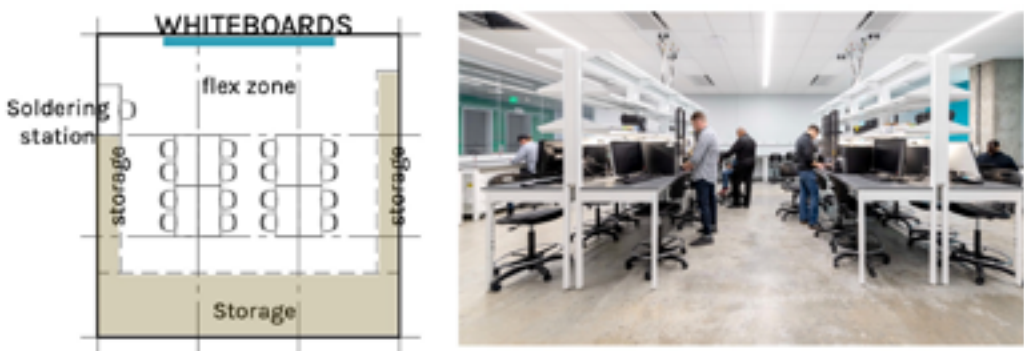 WHITEBOARDS
flex zone
Soldering
station
storage
storage
Storage